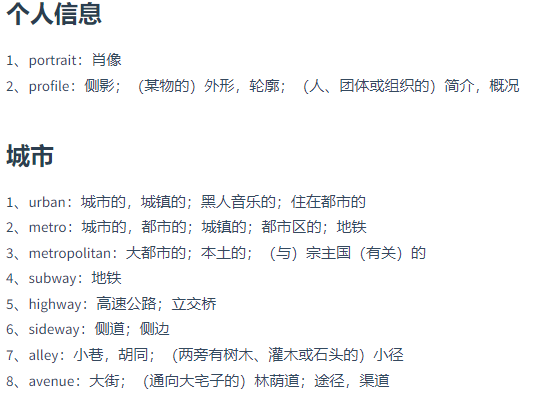 个人信息
1、portrait：肖像
2、profile：侧影；（某物的）外形，轮廓；（人、团体或组织的）简介，概况
城市
1、urban：城市的，城镇的；黑人音乐的；住在都市的
2、metro：城市的，都市的；城镇的；都市区的；地铁
3、metropolitan：大都市的；本土的；（与）宗主国（有关）的
4、subway：地铁
5、highway：高速公路；立交桥
6、sideway：侧道；侧边
7、alley：小巷，胡同；（两旁有树木、灌木或石头的）小径
8、avenue：大街；（通向大宅子的）林荫道；途径，渠道